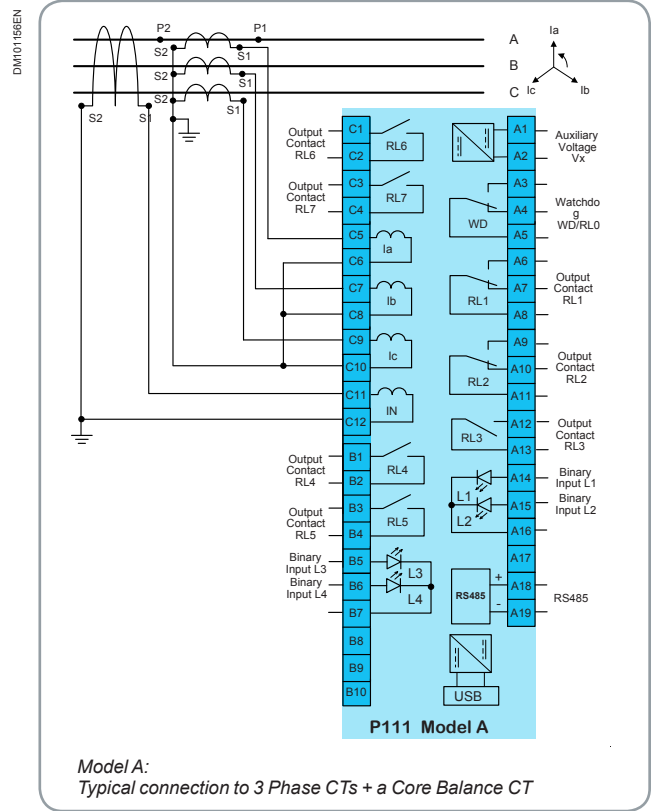 DM101156EN
P2 P1 A Ia
S2 S1
B
S2 S1
C Ic Ib
S2 S1
S2 S1
Output
Contact
RL6
C1
C2
RL6
Output
Contact
RL7
C3
C4
RL7
C5
Ia
C6
C7
Ib
C8
C9
Ic
C10
C11
IN
C12
Output
Contact
RL4
B1
B2
RL4
Output
Contact
RL5
B3
B4
RL5
Binary
Input L3
Binary
Input L4
B5
L3
B6
L4
B7
B8
B9
B10
A1
A2
Auxiliary
Voltage
Vx
A3
A4
A5
WD
Watchdo
g
WD/RL0
A6
A7
A8
RL1
Output
Contact
RL1
A9
A10
A11
RL2
Output
Contact
RL2
A12
A13
RL3
Output
Contact
RL3
A14
L1
Binary
Input L1
A15
L2
Binary
Input L2
A16
A17
RS485
+
A18
-
A19
RS485
USB
P111 Model A
Model A:
Typical connection to 3 Phase CTs + a Core Balance CT